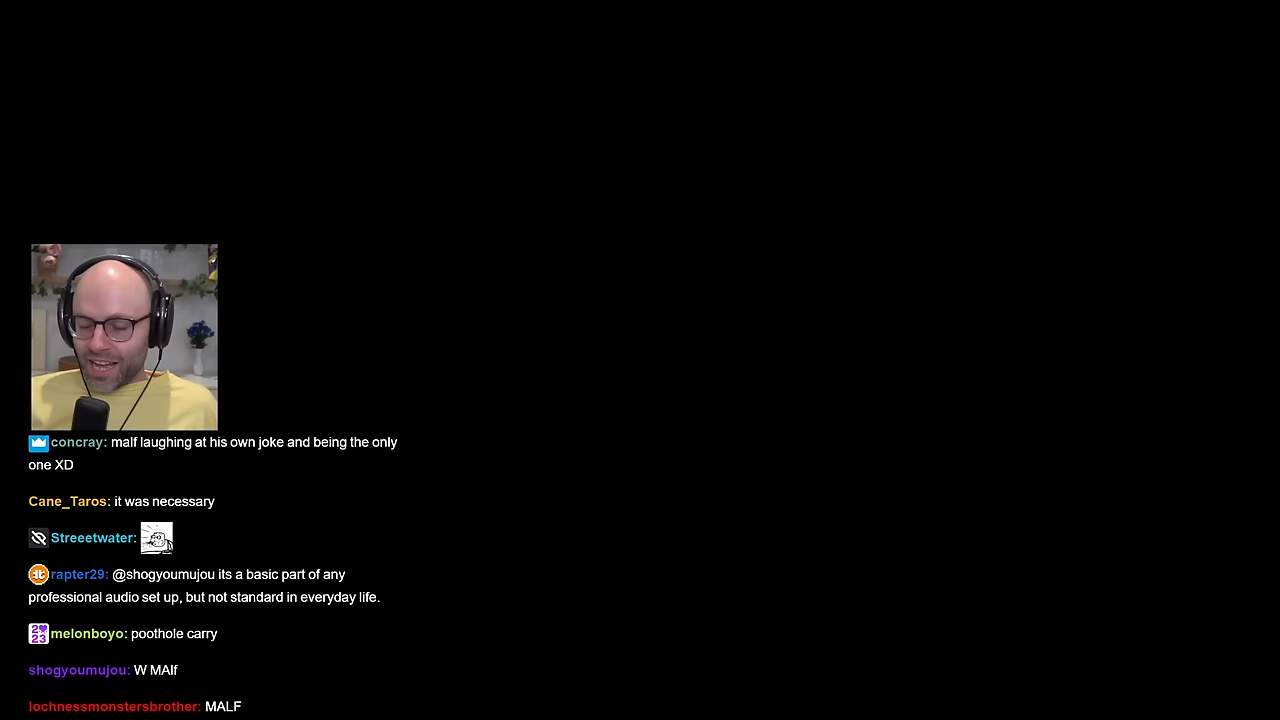 concray: malf laughing at his own joke and being the only
one XD
Cane_Taros: it was necessary
Streeetwater:
rapter29: @shogyoumujou its a basic part of any
professional audio set up, but not standard in everyday life.
melonboyo: poothole carry
shogyoumujou: W MAlf
lochnessmonstersbrother: MALF